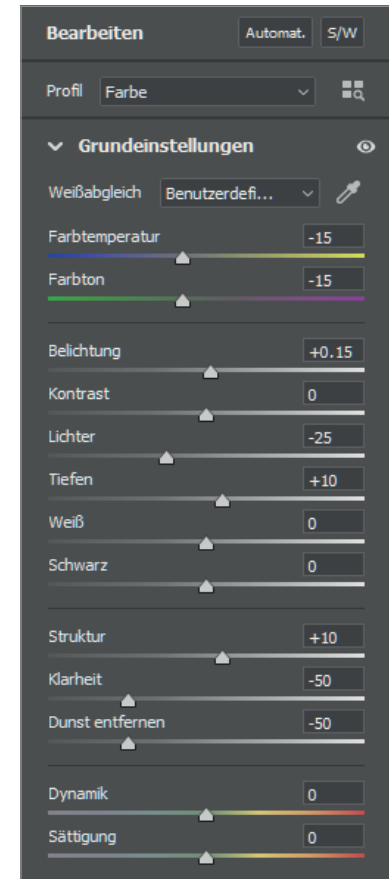 Bearbeiten Automat. S/W
Profil Farbe
Grundeinstellungen
Weißabgleich Benutzerdefi...
Farbtemperatur -15
Farbton -15
Belichtung +0.15
Kontrast 0
Lichter -25
Tiefen +10
Weiß 0
Schwarz 0
Struktur +10
Klarheit -50
Dunst entfernen -50
Dynamik 0
Sättigung 0